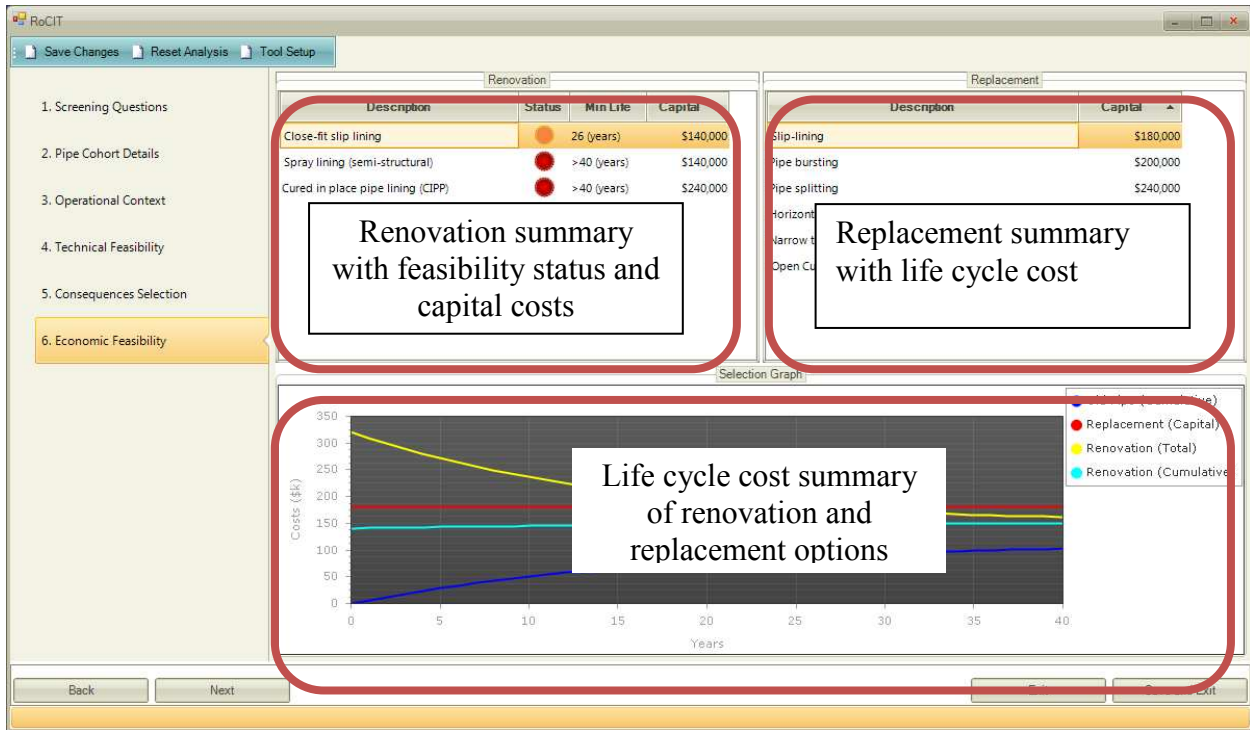 RoCIT
Save Changes Reset Analysis Tool Setup
1. Screening Questions
2. Pipe Cohort Details
3. Operational Context
4. Technical Feasibility
5. Consequences Selection
6. Economic Feasibility
Renovation
Description Status Min Life Capital
Close-fit slip lining 26 (years) $140,000
Spray lining (semi-structural) >40 (years) $140,000
Cured in place pipe lining (CIPP) >40 (years) $240,000
Renovation summary
with feasibility status and
capital costs
Replacement
Description Capital
Slip-lining $180,000
Pipe bursting $200,000
Pipe splitting $240,000
Narrow
Open
Replacement summary
with life cycle cost
Selection Graph
350
300
250
200
150
100
50
0
Costs ($k)
0 5 10 15 20 25 30 35 40
Years
Life cycle cost summary
of renovation and
replacement options
(Cumulative)
Replacement (Capital)
Renovation (Total)
Renovation (Cumulative)
Back Next
Exit